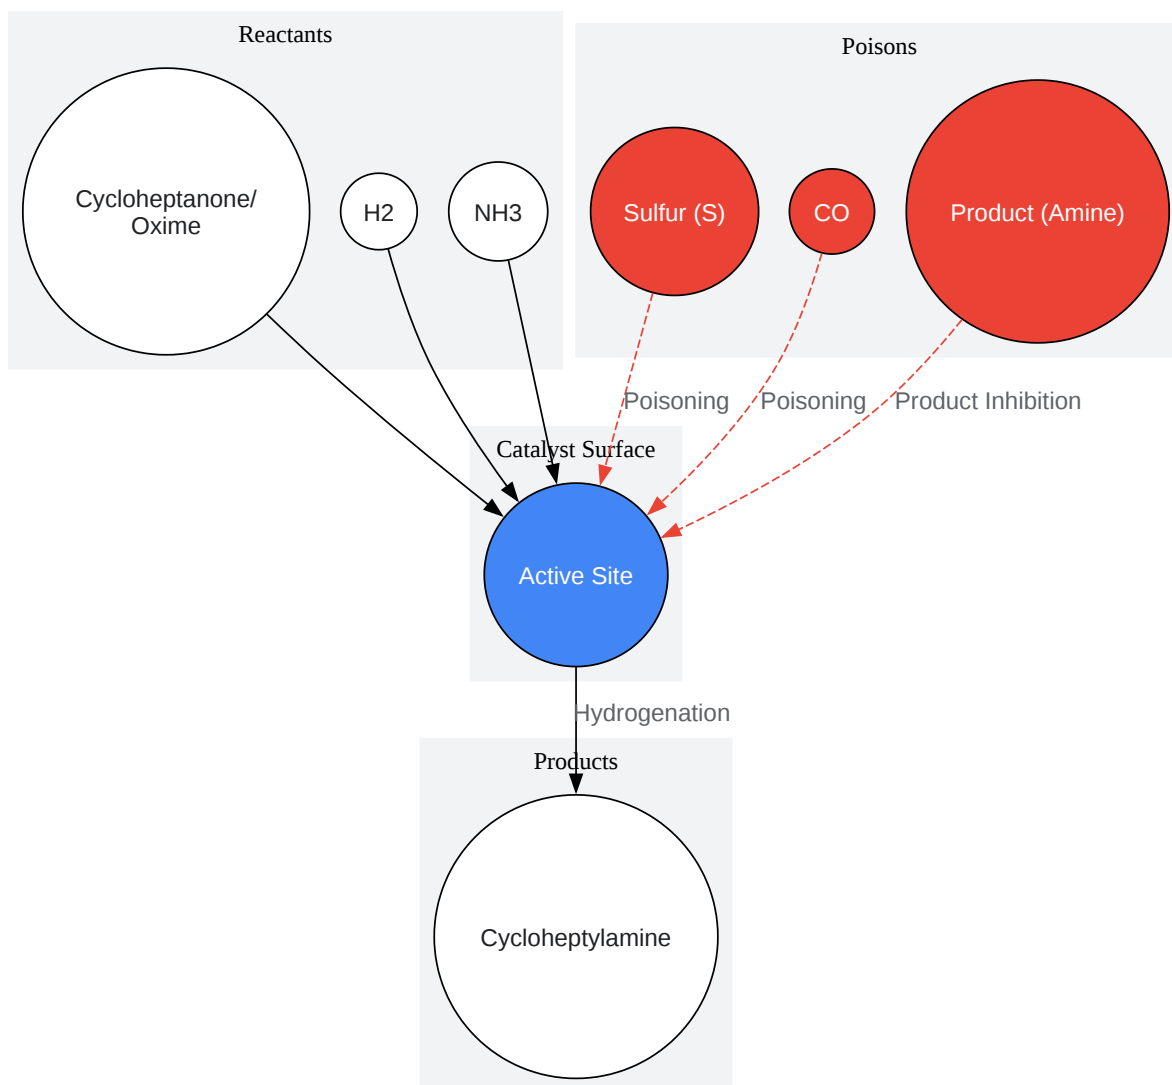 Reactants
Poisons
Cycloheptanone/
Oxime
H2
NH3
Sulfur (S)
CO
Product (Amine)
Poisoning
Poisoning
Product Inhibition
Catalyst Surface
Active Site
Hydrogenation
Products
Cycloheptylamine